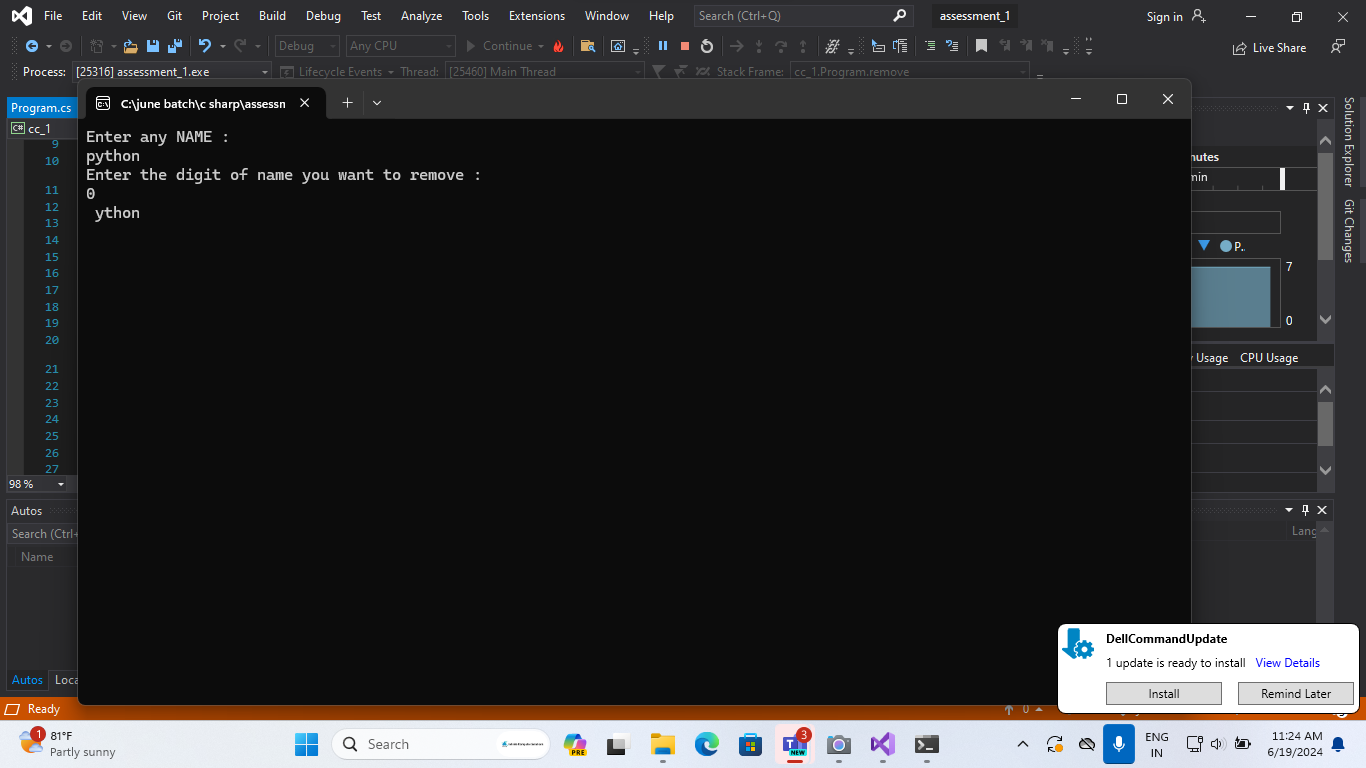 File Edit View Git Project Build Debug Test Analyze Tools Extensions Window Help Search (Ctrl+Q) assessment_1 Sign in
Debug Any CPU Continue Live Share
Process: [25316] assessment_1.exe Lifecycle Events Thread: [25460] Main Thread Stack Frame: cc_1.Program.remove
C:\june batch\c sharp\assessn
Program.cs
C# cc_1
Enter any NAME :
python
Enter the digit of name you want to remove :
0
 ython
9
10
11
12
13
14
15
16
17
18
19
20
21
22
23
24
25
26
27
98 %
nutes
min
P..
7
0
Usage CPU Usage
Solution Explorer
Git Changes
Autos
Search (Ctrl+
Name
Lang
Autos Loca
Ready
0
DellCommandUpdate
1 update is ready to install View Details
Install Remind Later
1
81°F
Partly sunny
Search
PRE
3
NEW
ENG
IN
11:24 AM
6/19/2024